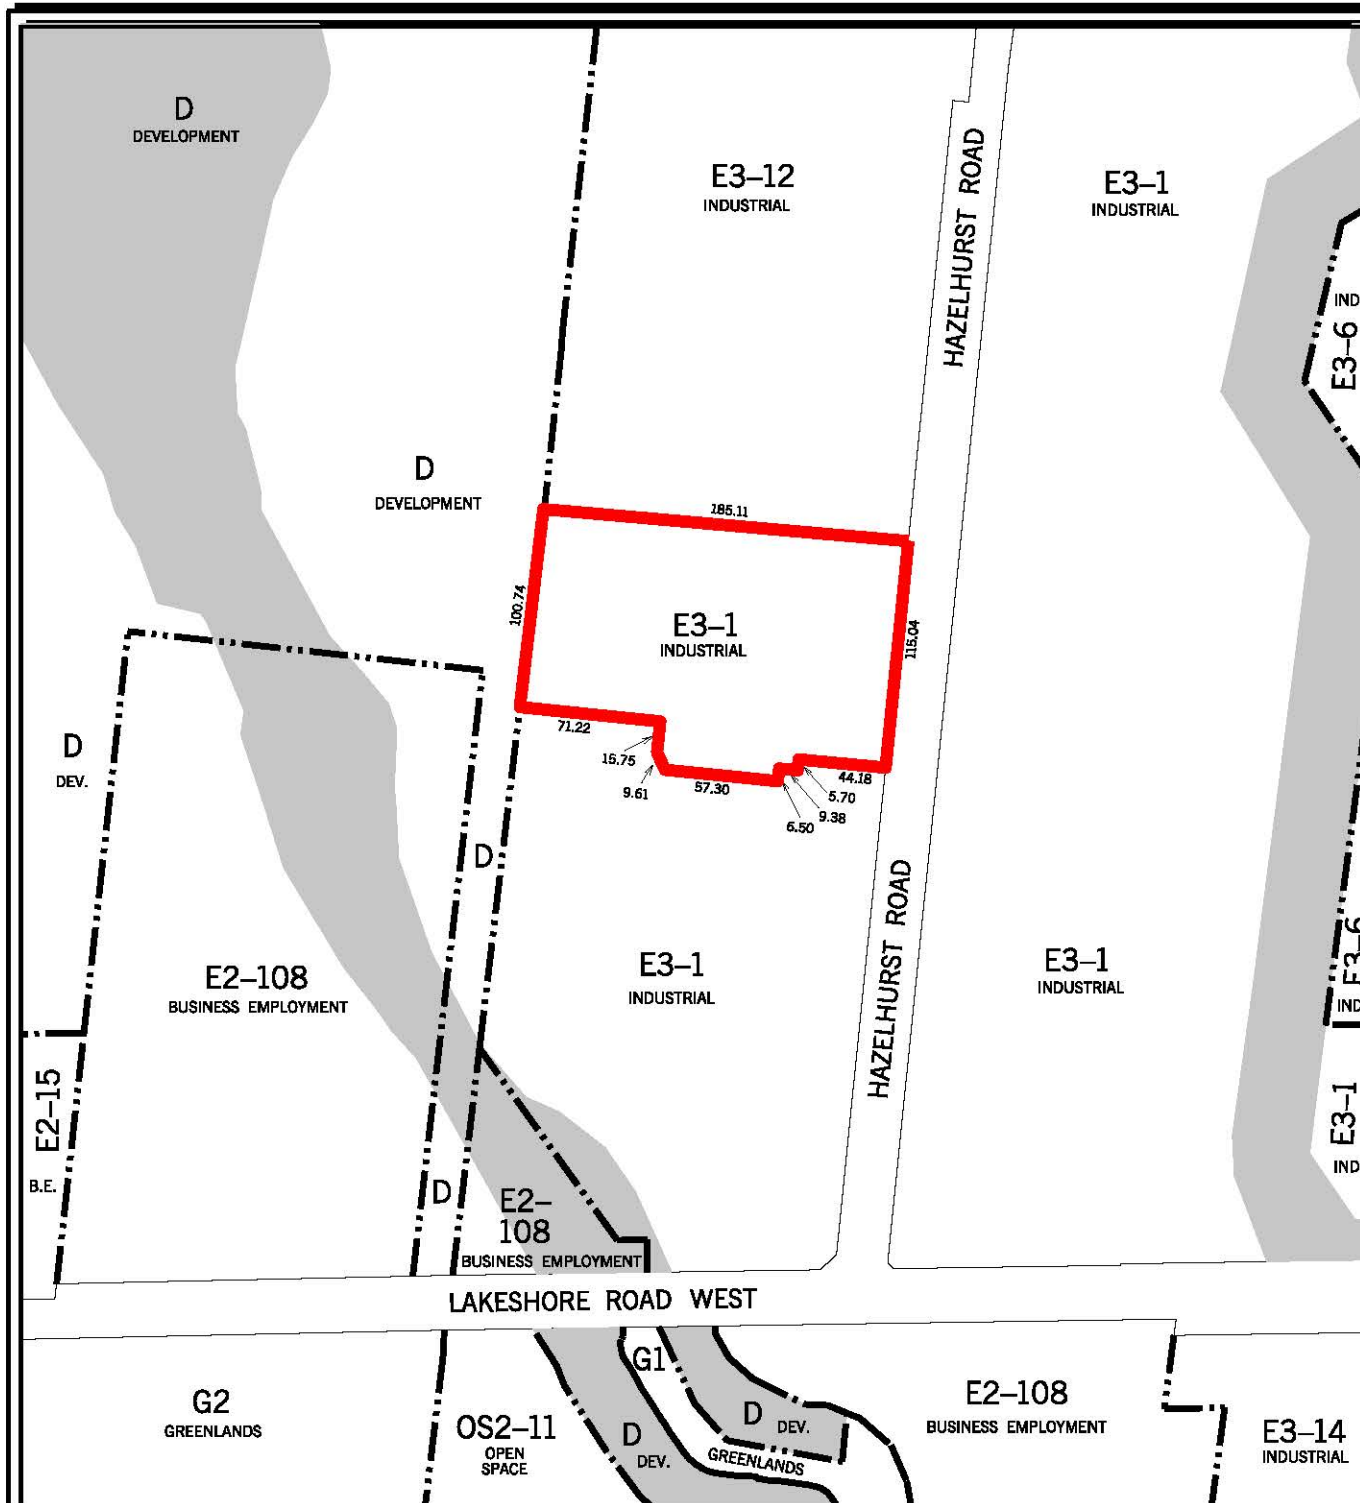 D
DEVELOPMENT
E3–12
INDUSTRIAL
HAZELHURST ROAD
E3–1
INDUSTRIAL
IND
E3–6
D
DEVELOPMENT
185.11
100.74
E3–1
INDUSTRIAL
115.04
71.22
15.75
9.61
57.30
6.50
9.38
5.70
44.18
D
DEV.
D
E2–108
BUSINESS EMPLOYMENT
E3–1
INDUSTRIAL
HAZELHURST ROAD
E3–1
INDUSTRIAL
E3–6
IND
E2–15
B.E.
D
E2–
108
BUSINESS EMPLOYMENT
E3–1
IND
LAKESHORE ROAD WEST
G2
GREENLANDS
OS2–11
OPEN
SPACE
G1
D
DEV.
D
DEV.
GREENLANDS
E2–108
BUSINESS EMPLOYMENT
E3–14
INDUSTRIAL